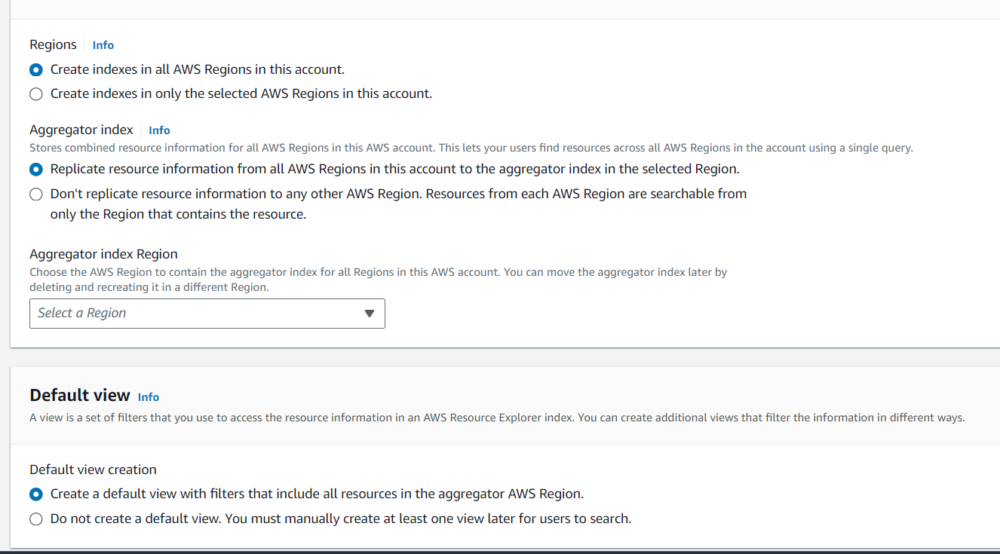 Regions Info
Create indexes in all AWS Regions in this account.
Create indexes in only the selected AWS Regions in this account.
Aggregator index Info
Stores combined resource information for all AWS Regions in this AWS account. This lets your users find resources across all AWS Regions in the account using a single query.
Replicate resource information from all AWS Regions in this account to the aggregator index in the selected Region.
Don't replicate resource information to any other AWS Region. Resources from each AWS Region are searchable from
only the Region that contains the resource.
Aggregator index Region
Choose the AWS Region to contain the aggregator index for all Regions in this AWS account. You can move the aggregator index later by
deleting and recreating it in a different Region.
Select a Region
Default view Info
A view is a set of filters that you use to access the resource information in an AWS Resource Explorer index. You can create additional views that filter the information in different ways.
Default view creation
Create a default view with filters that include all resources in the aggregator AWS Region.
Do not create a default view. You must manually create at least one view later for users to search.